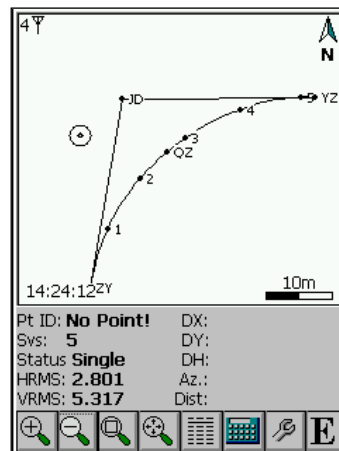 4
N
JD
5 YZ
4
3
QZ
2
1
14:24:12 ZY
10m
Pt ID: No Point! DX:
Svs: 5 DY:
Status Single DH:
HRMS: 2.801 Az.:
VRMS: 5.317 Dist:
E